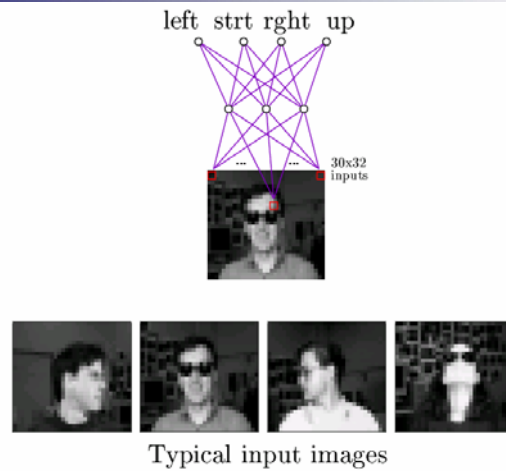 left strt rght up
... ...
30x32
inputs
Typical input images